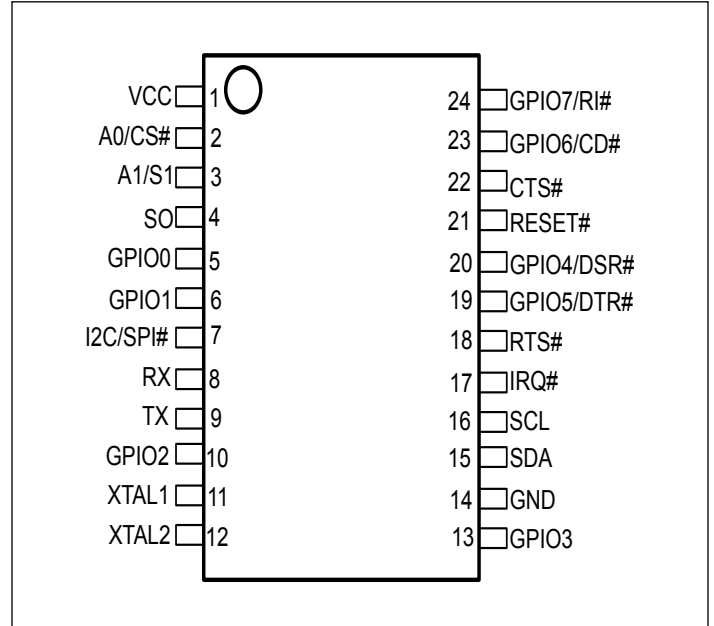 VCC 1
A0/CS# 2
A1/S1 3
SO 4
GPIO0 5
GPIO1 6
I2C/SPI# 7
RX 8
TX 9
GPIO2 10
XTAL1 11
XTAL2 12
24 GPIO7/RI#
23 GPIO6/CD#
22 CTS#
21 RESET#
20 GPIO4/DSR#
19 GPIO5/DTR#
18 RTS#
17 IRQ#
16 SCL
15 SDA
14 GND
13 GPIO3